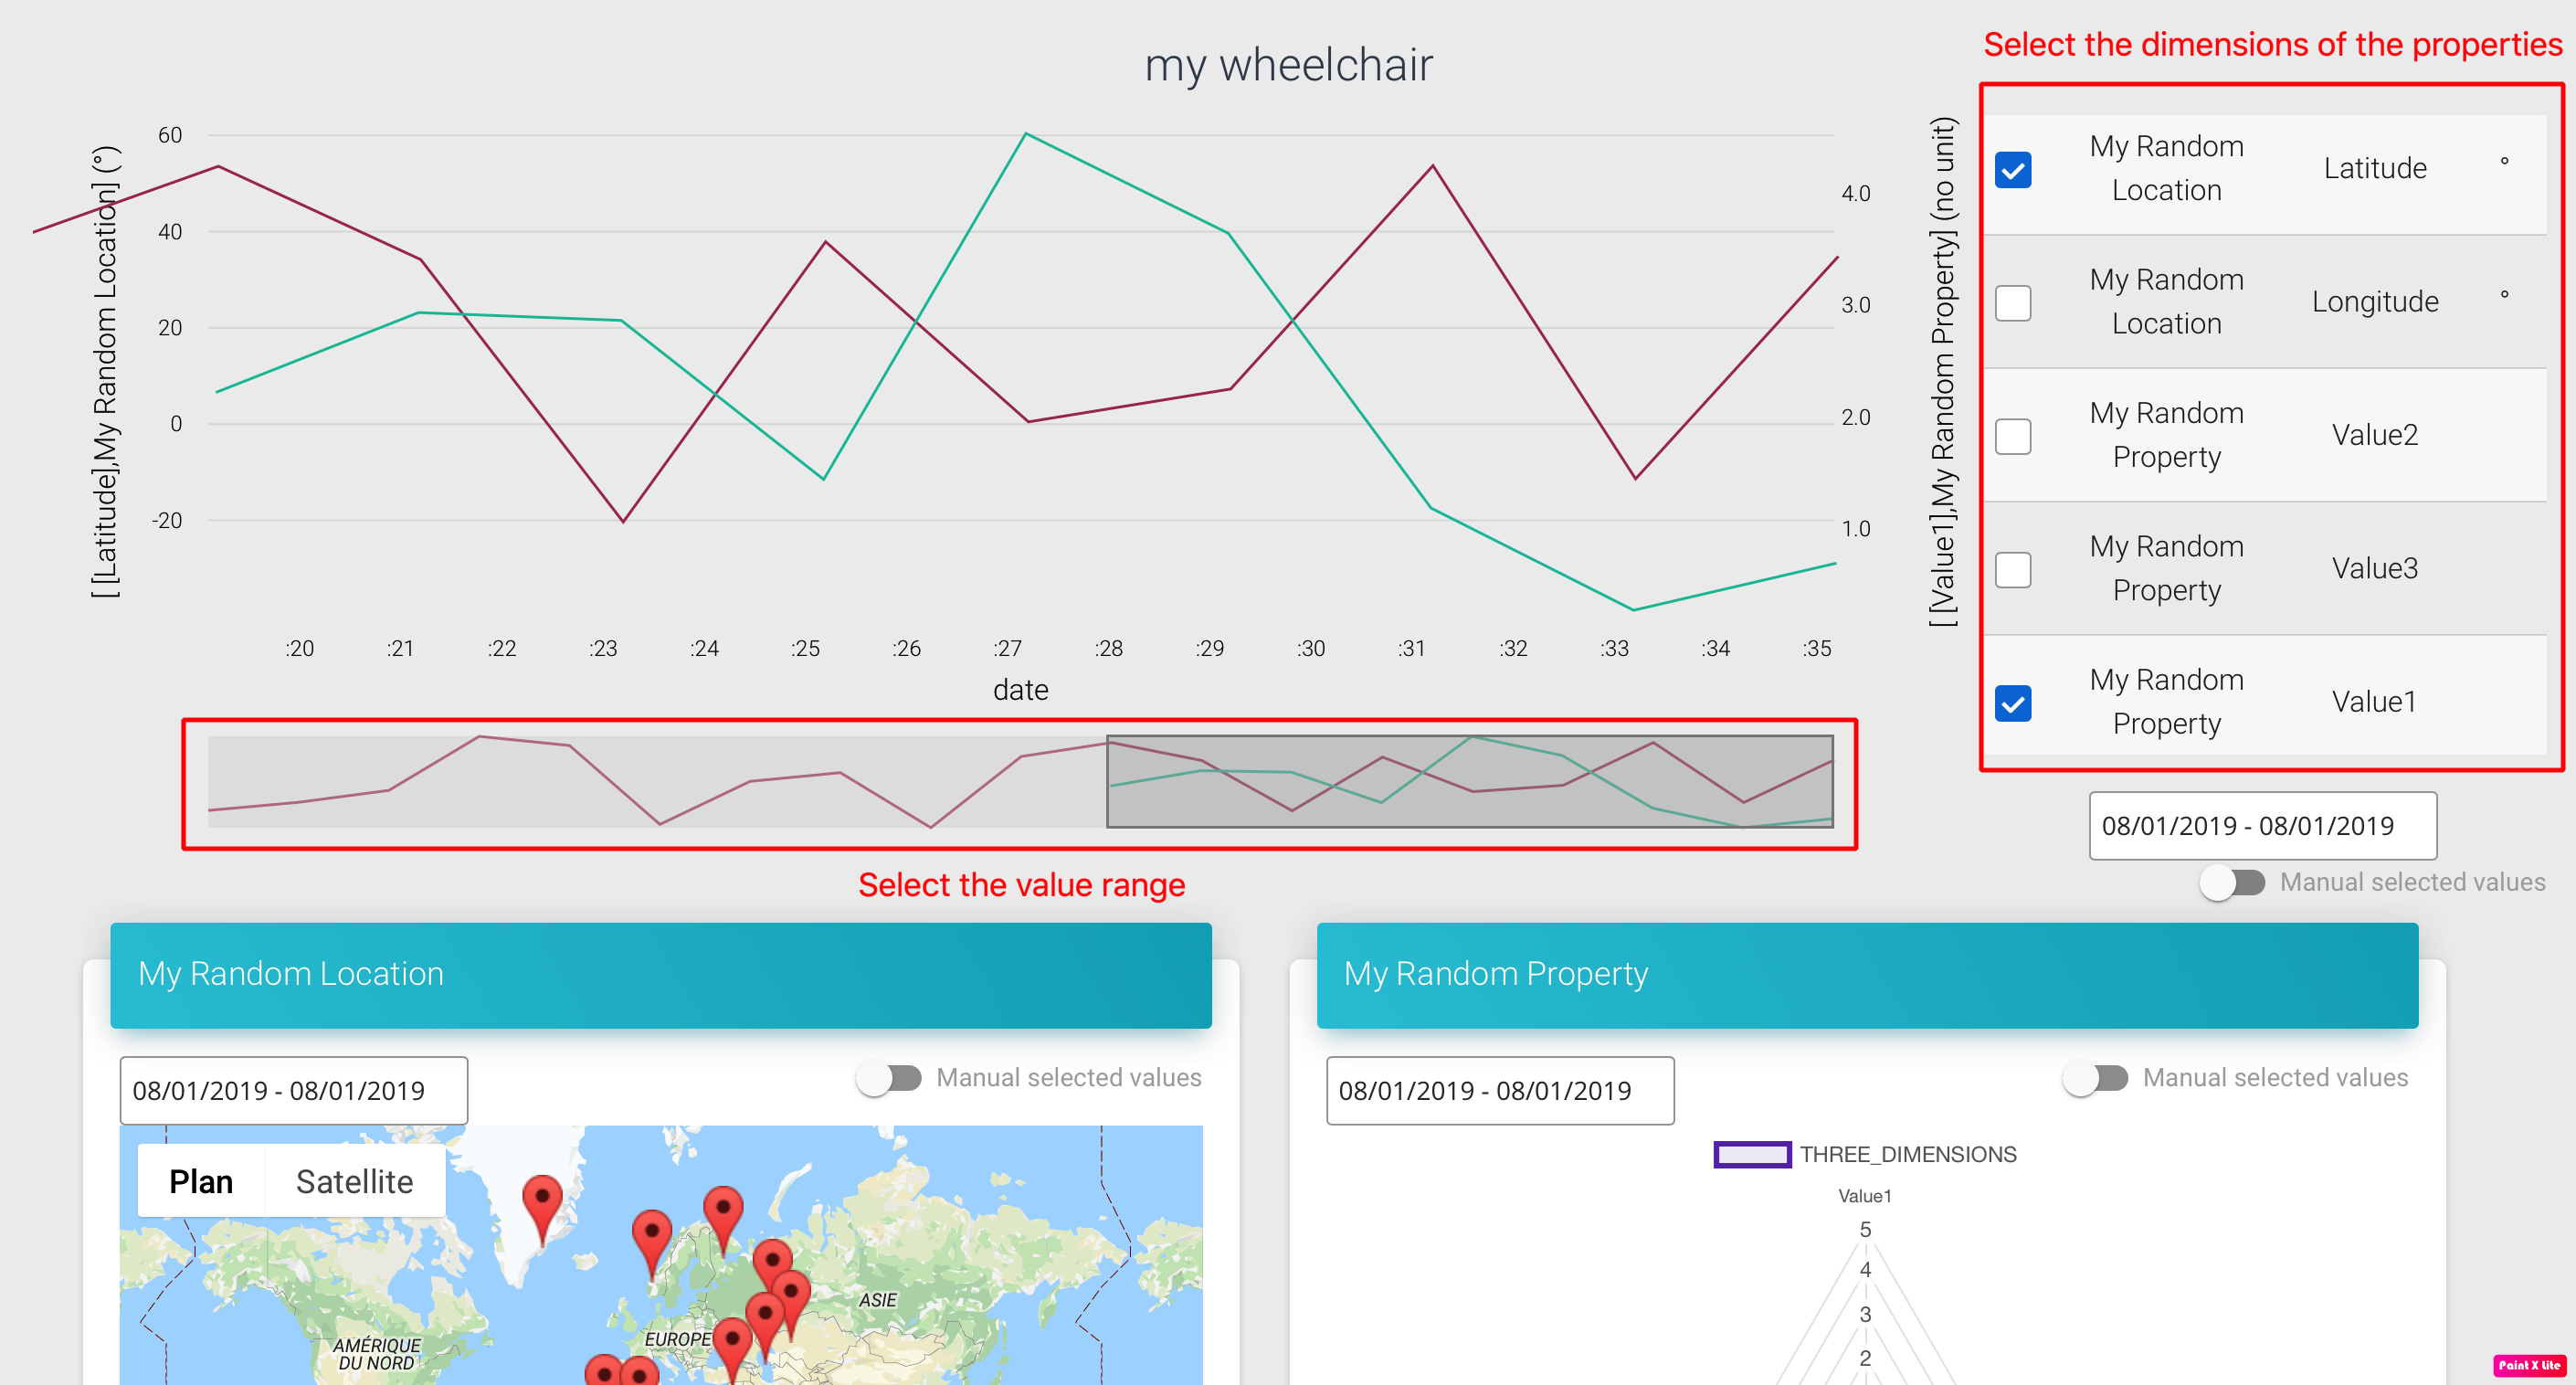 Select the dimensions of the properties
my wheelchair
[ [Latitude],My Random Location] (°)
60
40
20
0
-20
4.0
3.0
2.0
1.0
[ [Value1],My Random Property] (no unit)
:20 :21 :22 :23 :24 :25 :26 :27 :28 :29 :30 :31 :32 :33 :34 :35
date
My Random
Location
Latitude °
My Random
Location
Longitude °
My Random
Property
Value2
My Random
Property
Value3
My Random
Property
Value1
08/01/2019 - 08/01/2019
Manual selected values
Select the value range
My Random Location
08/01/2019 - 08/01/2019
Manual selected values
Plan Satellite
ASIE
EUROPE
AMÉRIQUE
DU NORD
My Random Property
08/01/2019 - 08/01/2019
Manual selected values
THREE_DIMENSIONS
Value1
5
4
3
2
Paint X Lite